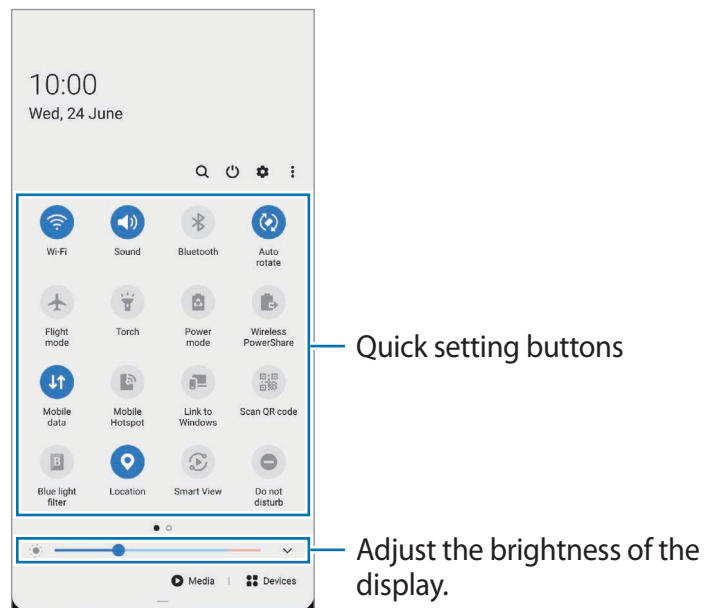 10:00
Wed, 24 June
Wi-Fi
Sound
Bluetooth
Auto
rotate
Flight
mode
Torch
Power
mode
Wireless
PowerShare
Quick setting buttons
Mobile
data
Mobile
Hotspot
Link to
Windows
Scan QR code
B
Blue light
filter
Location
Smart View
Do not
disturb
Adjust the brightness of the
display.
Media
Devices